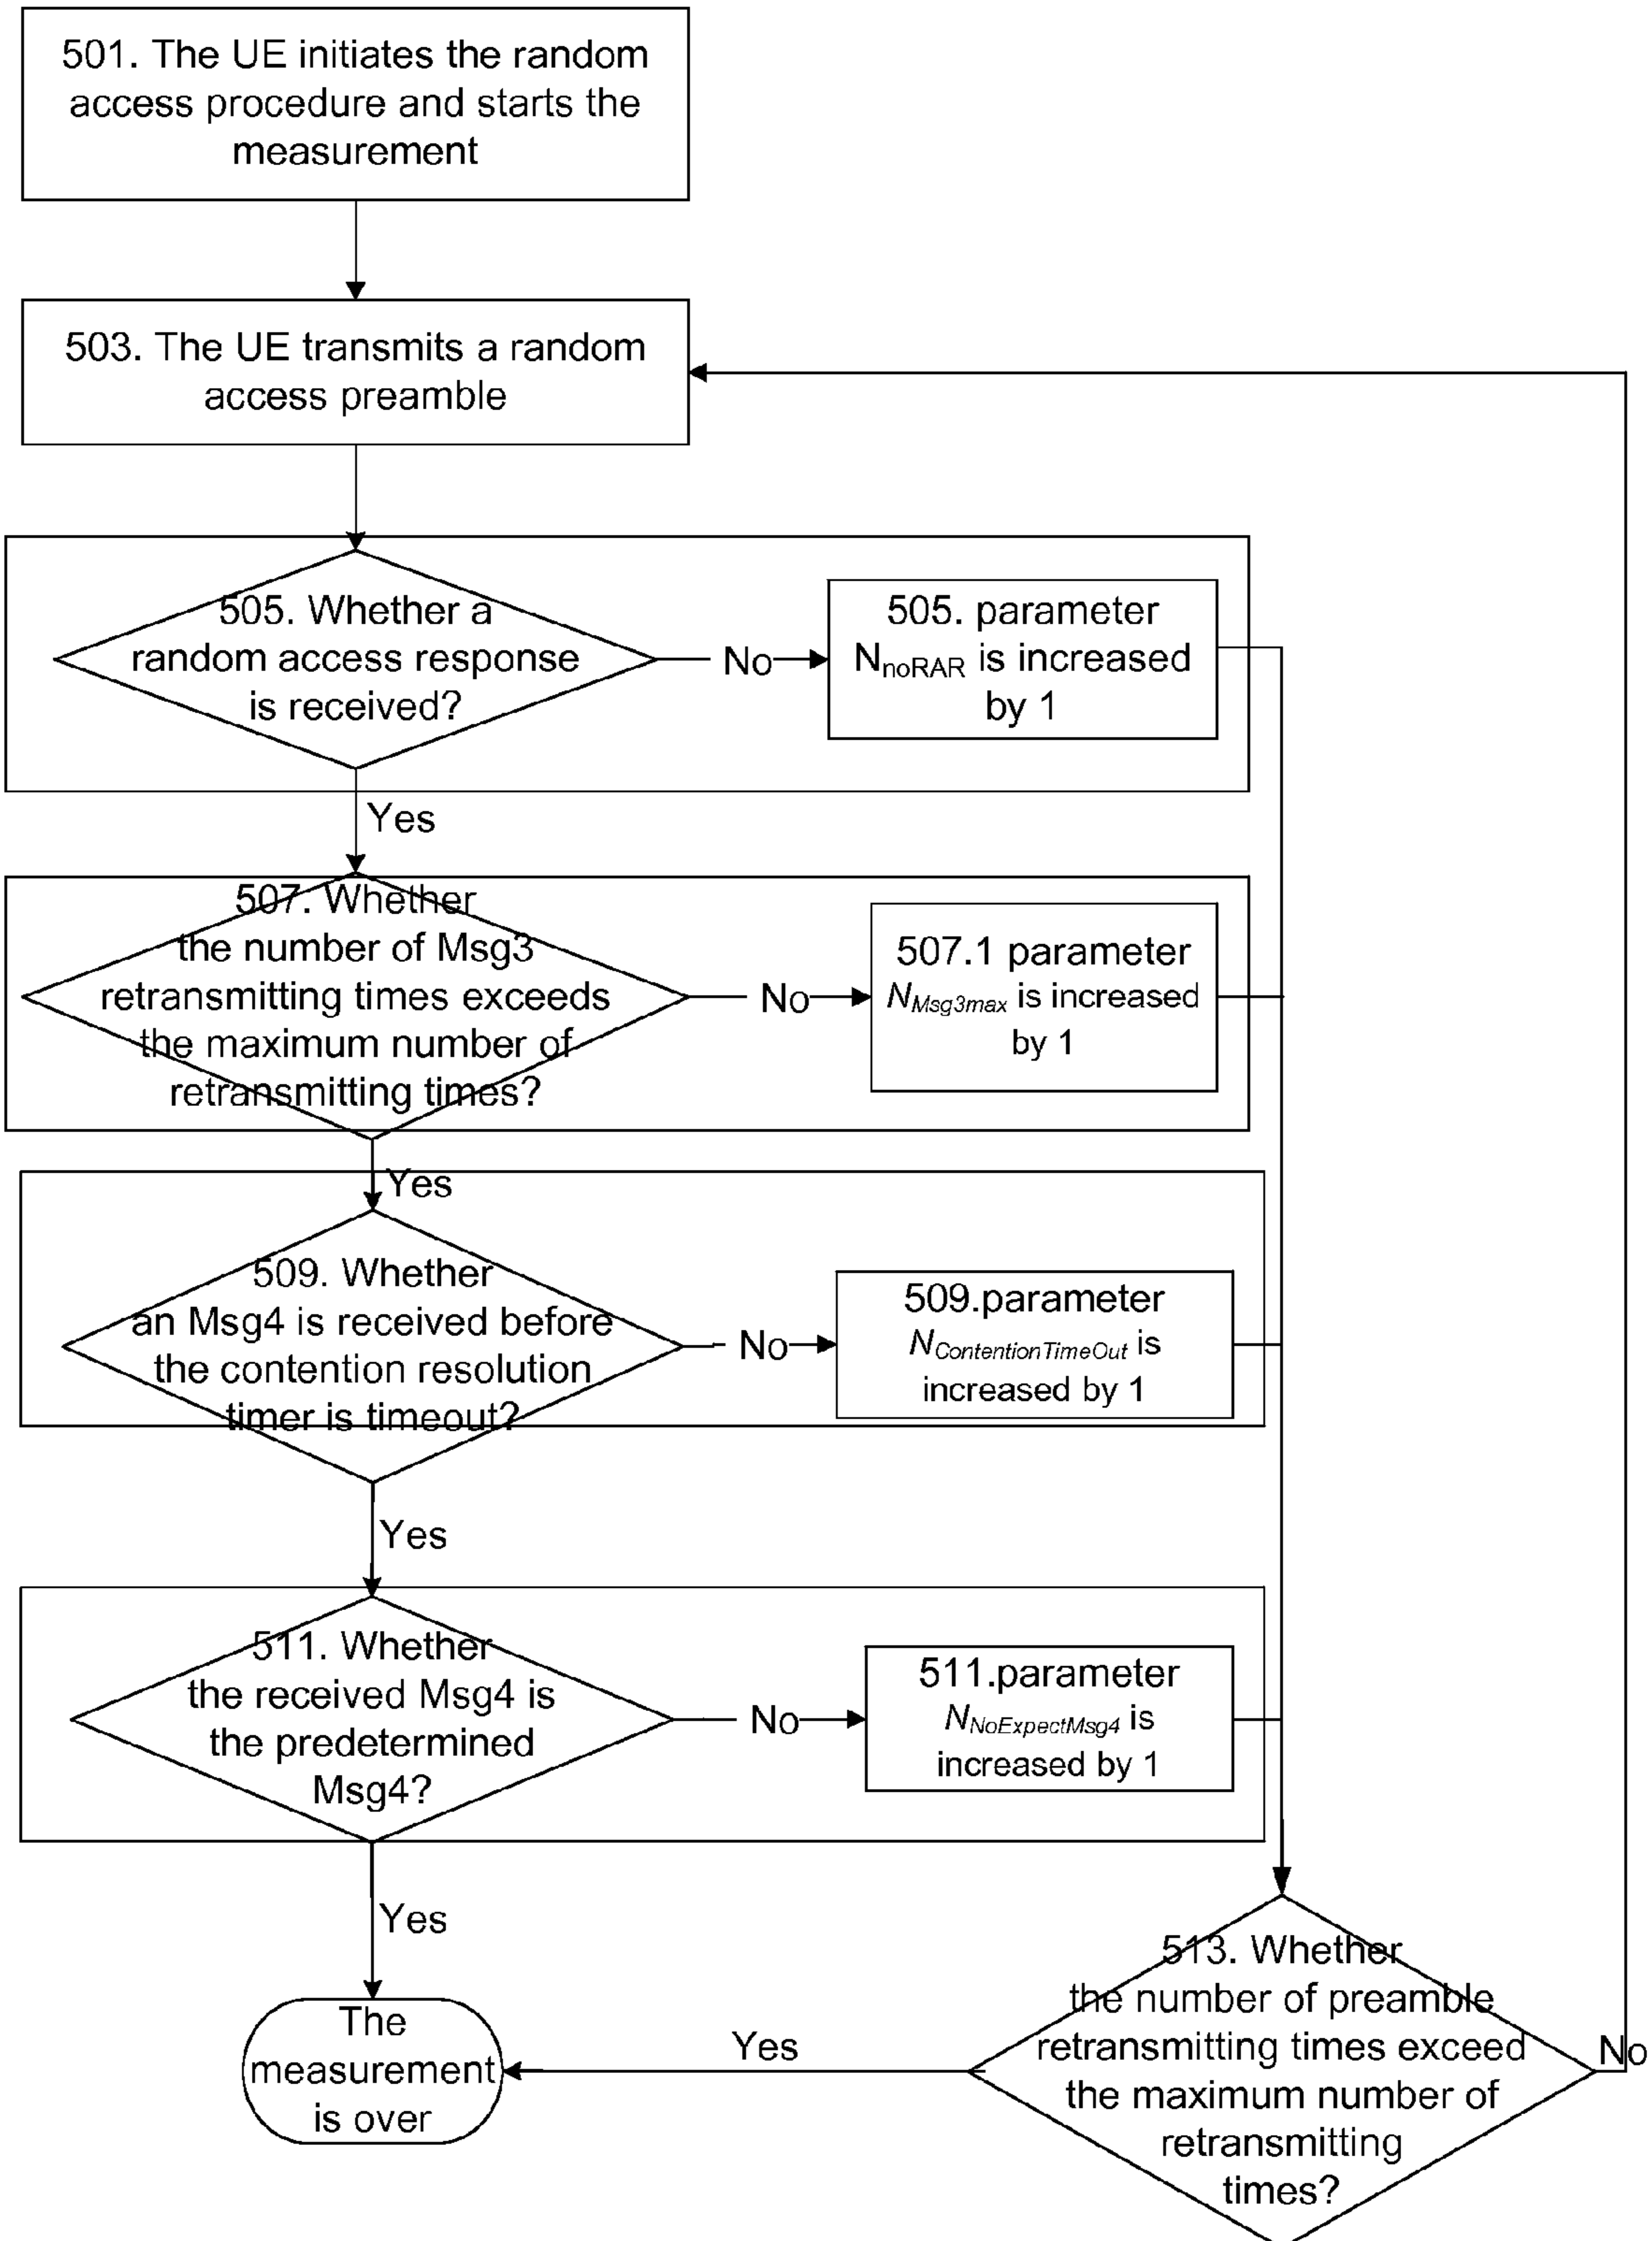 501. The UE initiates the random
access procedure and starts the
measurement
503. The UE transmits a random
access preamble
505. Whether a
random access response
is received?
No
505. parameter
NnoRAR is increased
by 1
Yes
507. Whether
the number of Msg3
retransmitting times exceeds
the maximum number of
retransmitting times?
No
507.1 parameter
NMsg3max is increased
by 1
Yes
509. Whether
an Msg4 is received before
the contention resolution
timer is timeout?
No
509.parameter
NContentionTimeOut is
increased by 1
Yes
511. Whether
the received Msg4 is
the predetermined
Msg4?
No
511.parameter
NNoExpectMsg4 is
increased by 1
Yes
The
measurement
is over
Yes
513. Whether
the number of preamble
retransmitting times exceed
the maximum number of
retransmitting
times?
No